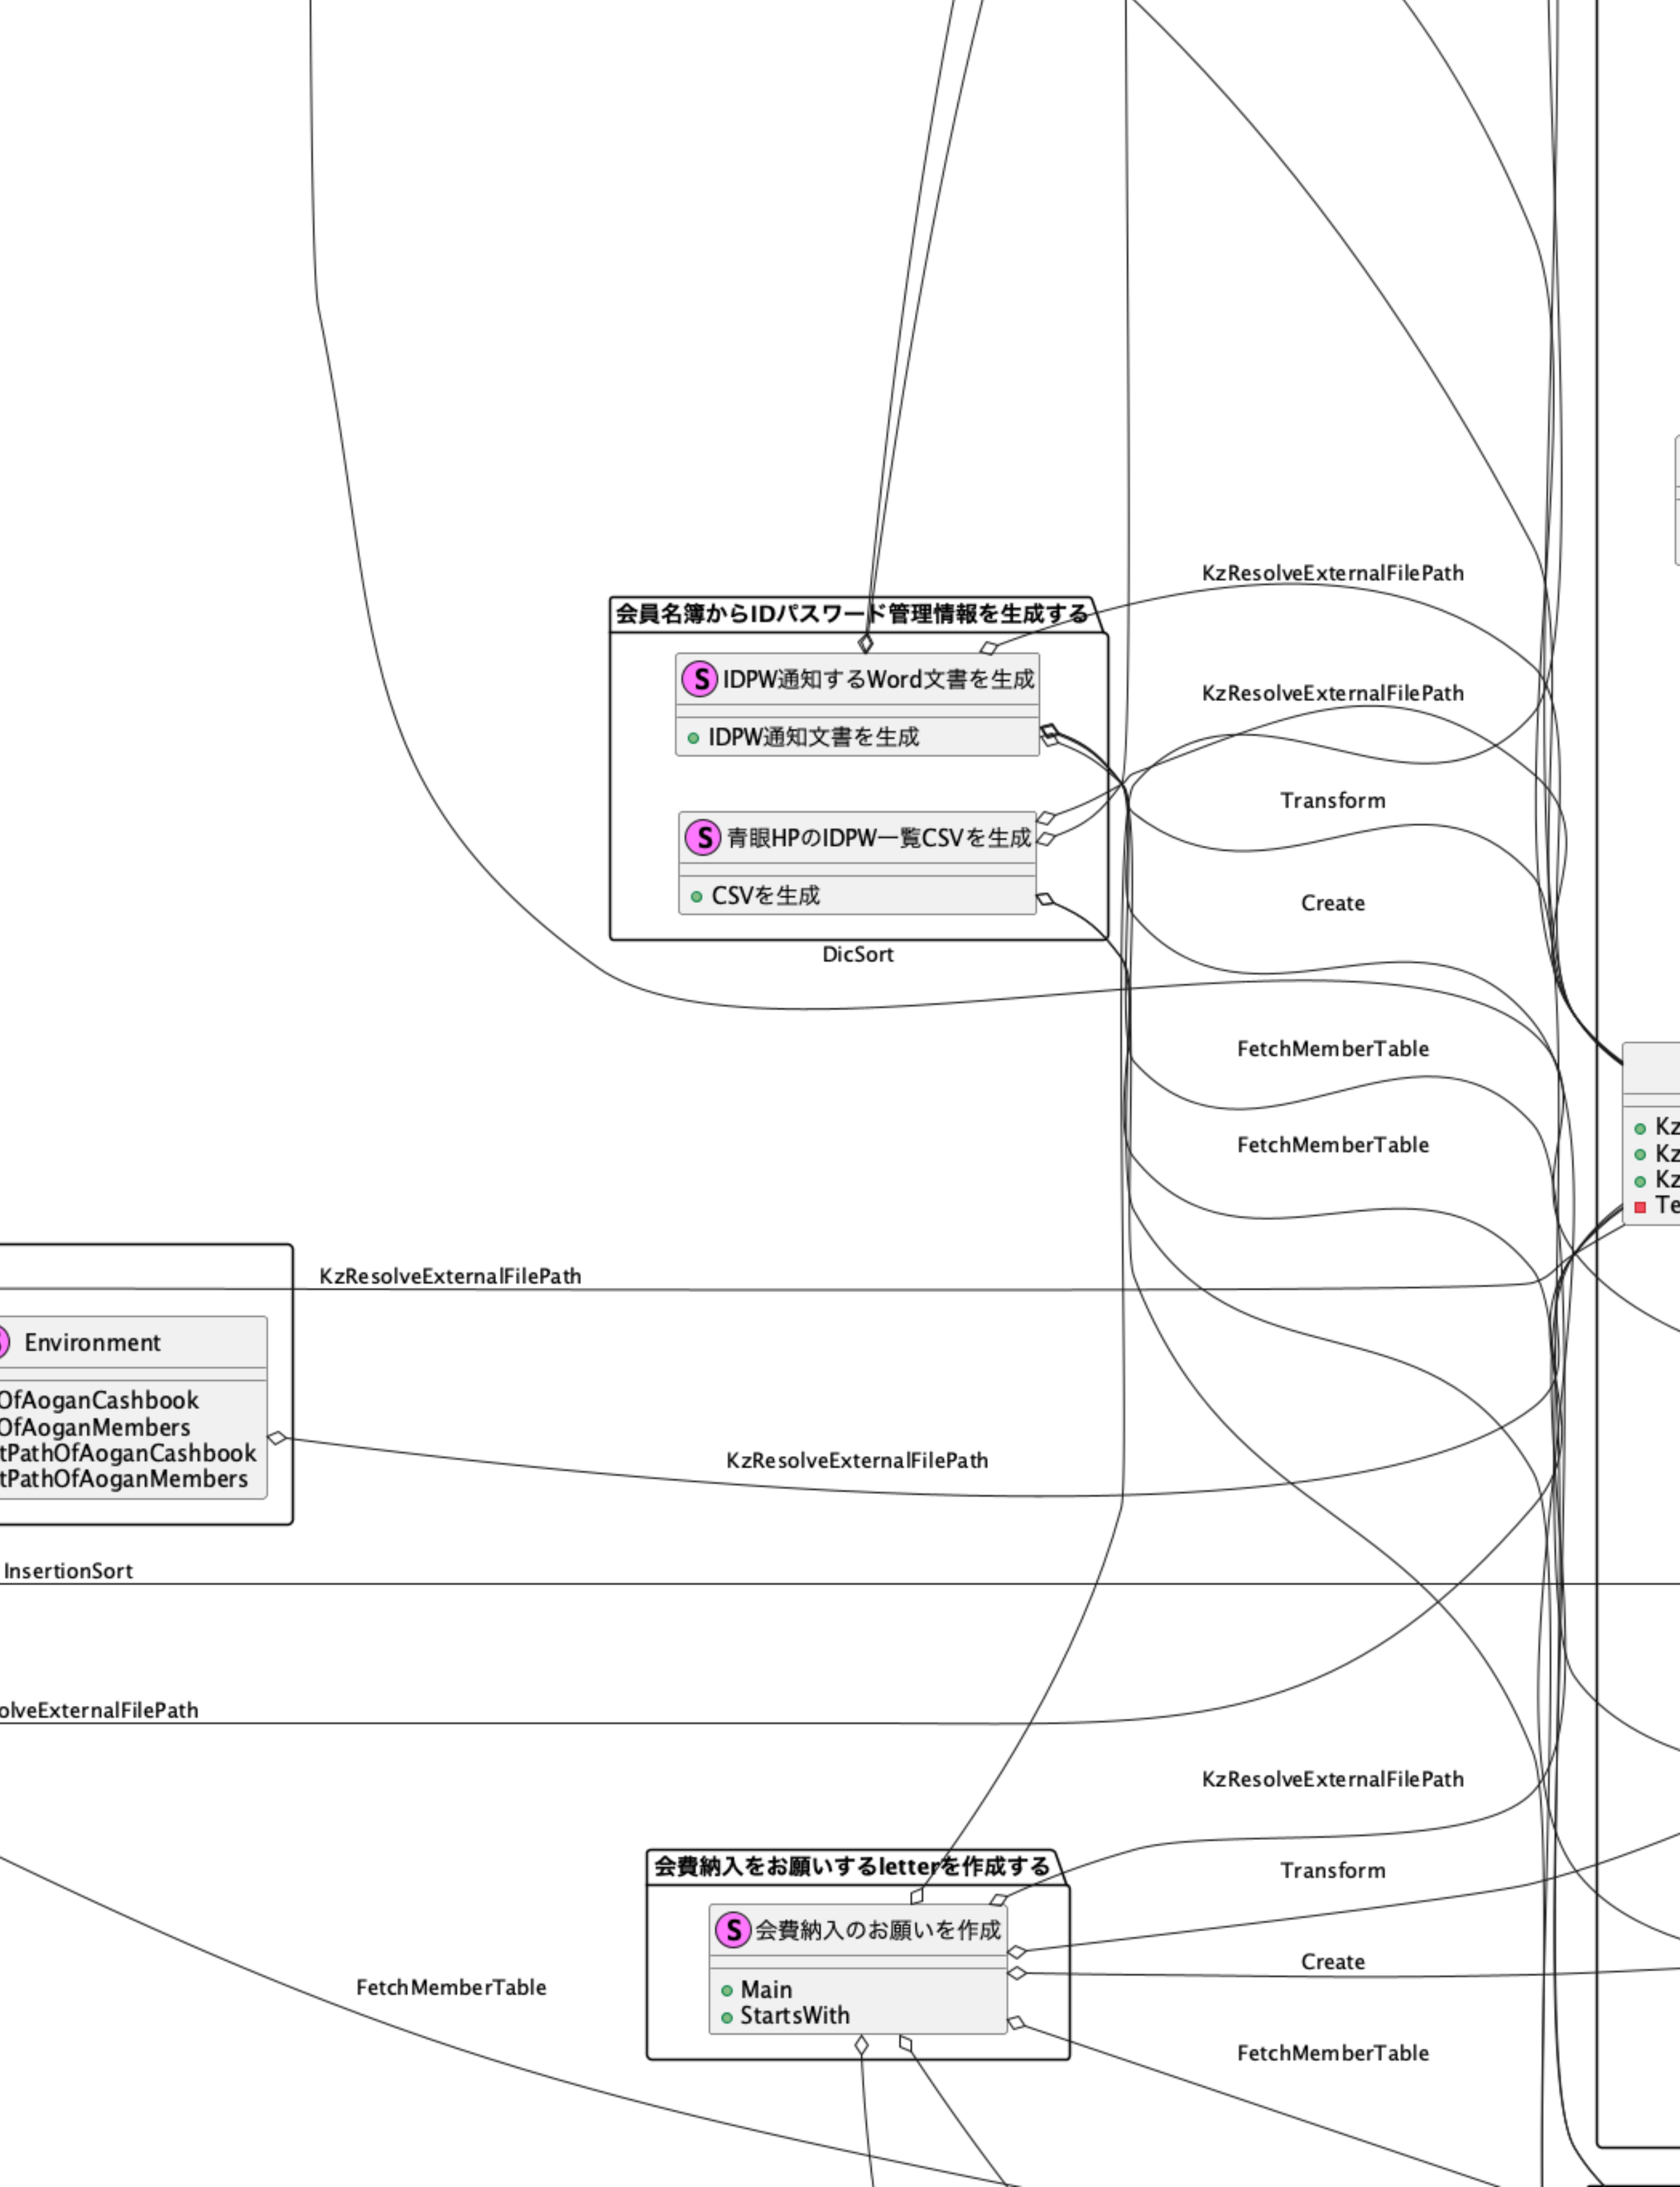 KzResolveExternalFilePath
会員名簿からIDパスワード管理情報を生成する
S IDPW通知するWord文書を生成
IDPW通知文書を生成
KzResolveExternalFilePath
Transform
S 青眼HPのIDPW一覧CSVを生成
CSVを生成
Create
DicSort
FetchMemberTable
Kz
Kz
FetchMemberTable
Kz
Te
KzResolveExternalFilePath
Environment
OfAoganCashbook
OfAoganMembers
tPathOfAoganCashbook
tPathOfAoganMembers
KzResolveExternalFilePath
InsertionSort
olveExternalFilePath
KzResolveExternalFilePath
会費納入をお願いするletterを作成する
Transform
S 会費納入のお願いを作成
Create
Main
StartsWith
FetchMemberTable
FetchMemberTable